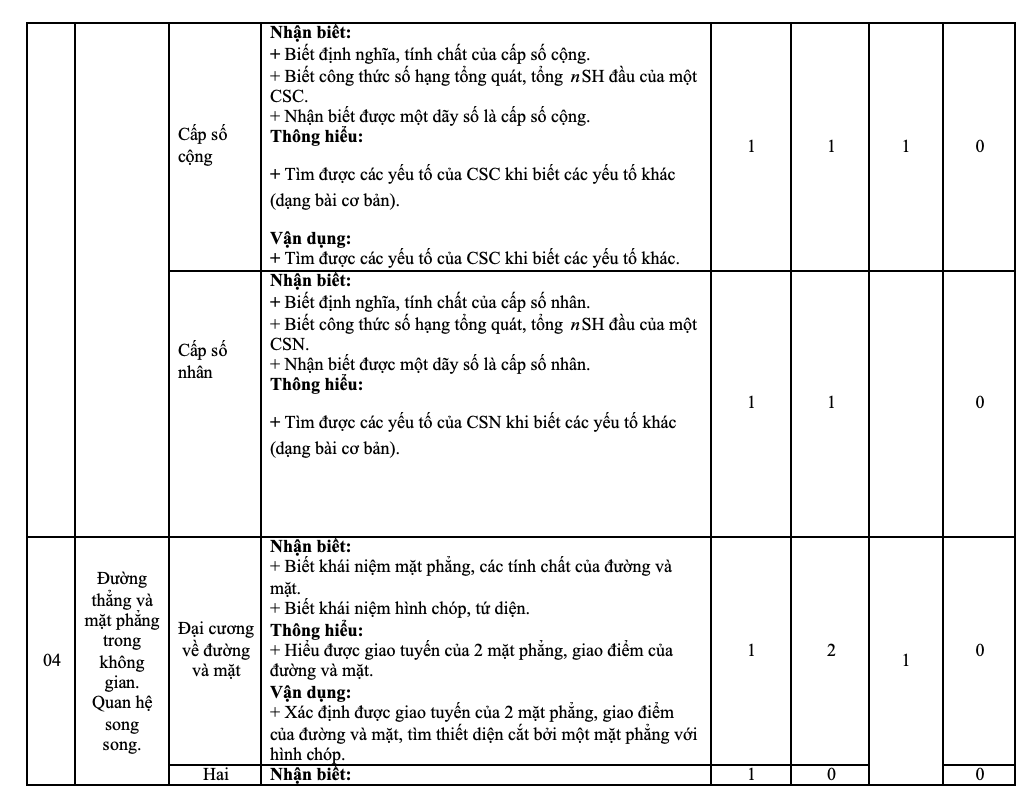 Nhận biết:
+ Biết định nghĩa, tính chất của cấp số cộng.
+ Biết công thức số hạng tổng quát, tổng n SH đầu của một
CSC.
+ Nhận biết được một dãy số là cấp số cộng.
Thông hiểu:
Cấp số
cộng
1 1 1 0
+ Tìm được các yếu tố của CSC khi biết các yếu tố khác
(dạng bài cơ bản).
Vận dụng:
+ Tìm được các yếu tố của CSC khi biết các yếu tố khác.
Nhận biết:
+ Biết định nghĩa, tính chất của cấp số nhân.
+ Biết công thức số hạng tổng quát, tổng n SH đầu của một
CSN.
+ Nhận biết được một dãy số là cấp số nhân.
Thông hiểu:
Cấp số
nhân
1 1 0
+ Tìm được các yếu tố của CSN khi biết các yếu tố khác
(dạng bài cơ bản).
04
Đường
thẳng và
mặt phẳng
trong
không
gian.
Quan hệ
song
song.
Đại cương
về đường
và mặt
Nhận biết:
+ Biết khái niệm mặt phẳng, các tính chất của đường và
mặt.
+ Biết khái niệm hình chóp, tứ diện.
Thông hiểu:
+ Hiểu được giao tuyến của 2 mặt phẳng, giao điểm của
đường và mặt.
Vận dụng:
+ Xác định được giao tuyến của 2 mặt phẳng, giao điểm
của đường và mặt, tìm thiết diện cắt bởi một mặt phẳng với
hình chóp.
1 2 1 0
Hai
Nhận biết:
1 0 0